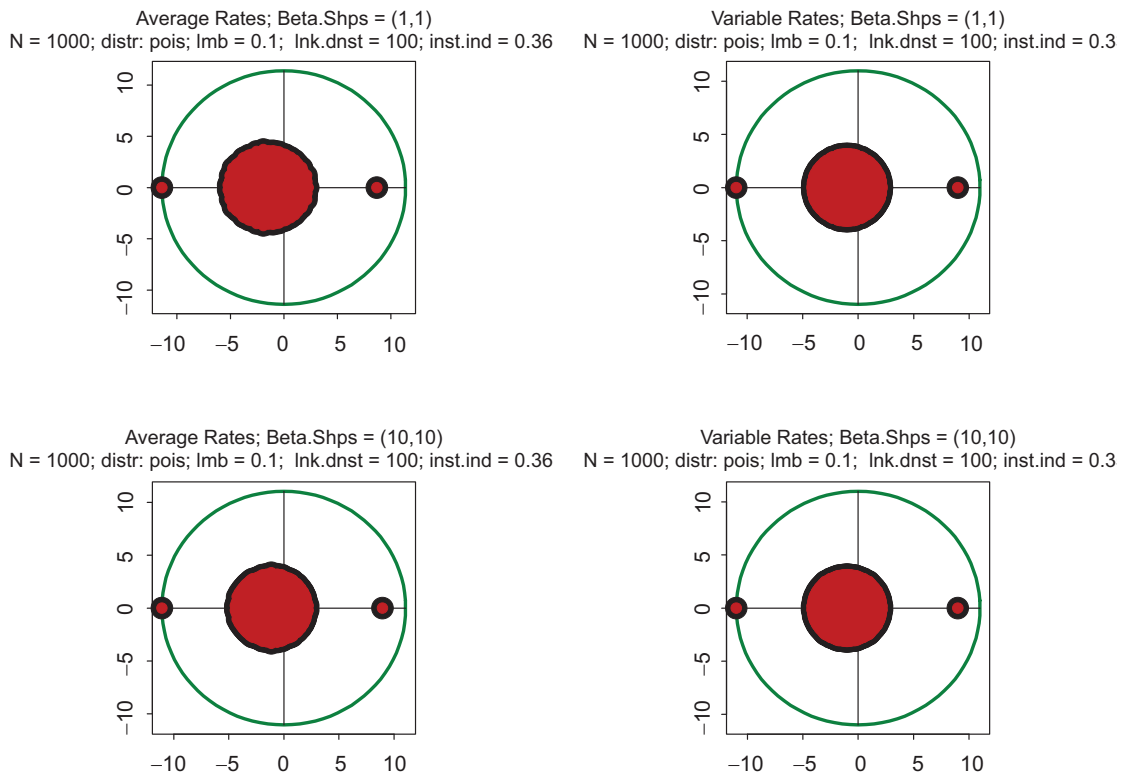 Average Rates; Beta.Shps = (1,1)
N = 1000; distr: pois; lmb = 0.1;  lnk.dnst = 100; inst.ind = 0.36
10
5
0
−5
−10
−10 −5 0 5 10
Variable Rates; Beta.Shps = (1,1)
N = 1000; distr: pois; lmb = 0.1;  lnk.dnst = 100; inst.ind = 0.3
10
5
0
−5
−10
−10 −5 0 5 10
Average Rates; Beta.Shps = (10,10)
N = 1000; distr: pois; lmb = 0.1;  lnk.dnst = 100; inst.ind = 0.36
10
5
0
−5
−10
−10 −5 0 5 10
Variable Rates; Beta.Shps = (10,10)
N = 1000; distr: pois; lmb = 0.1;  lnk.dnst = 100; inst.ind = 0.3
10
5
0
−5
−10
−10 −5 0 5 10